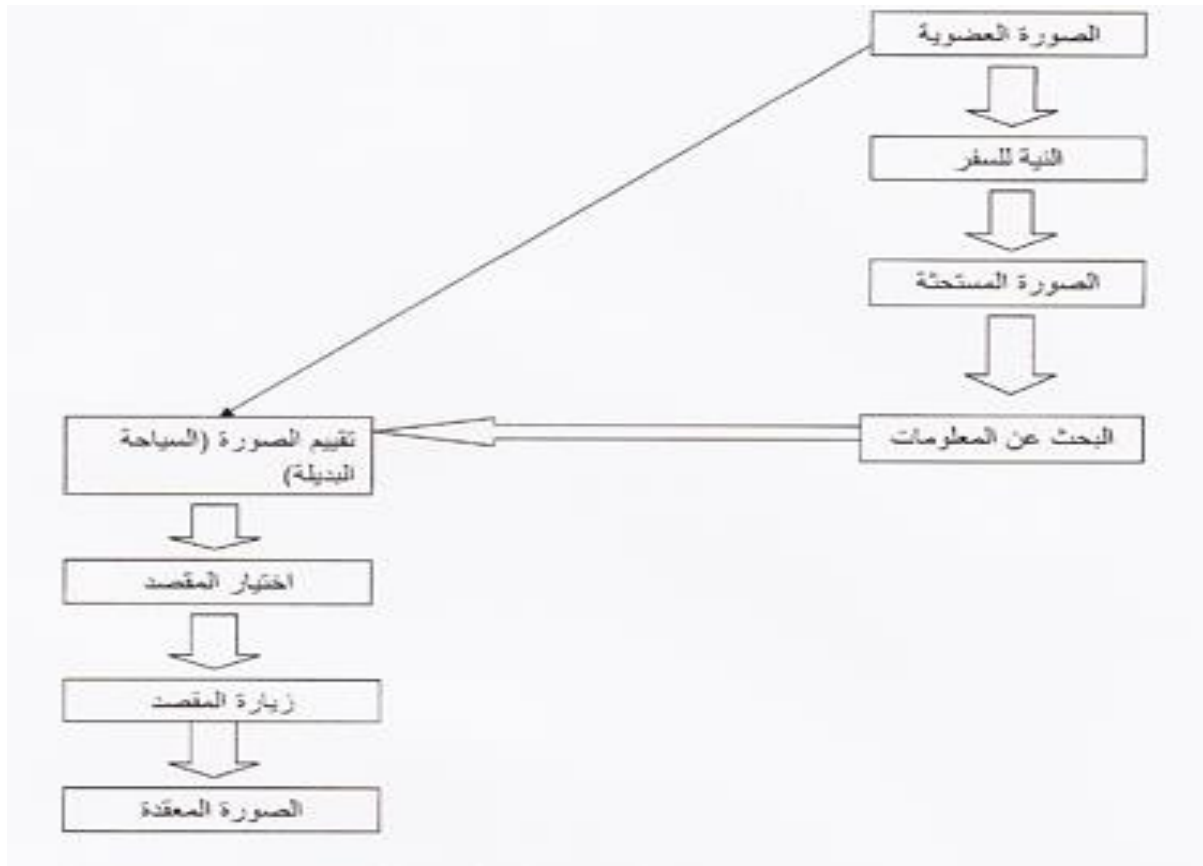 الصورة العضوية
النية للسفر
الصورة المستحثة
البحث عن المعلومات
تقييم الصورة (السياحة
البديلة)
اختيار المقصد
زيارة المقصد
الصورة المعقدة